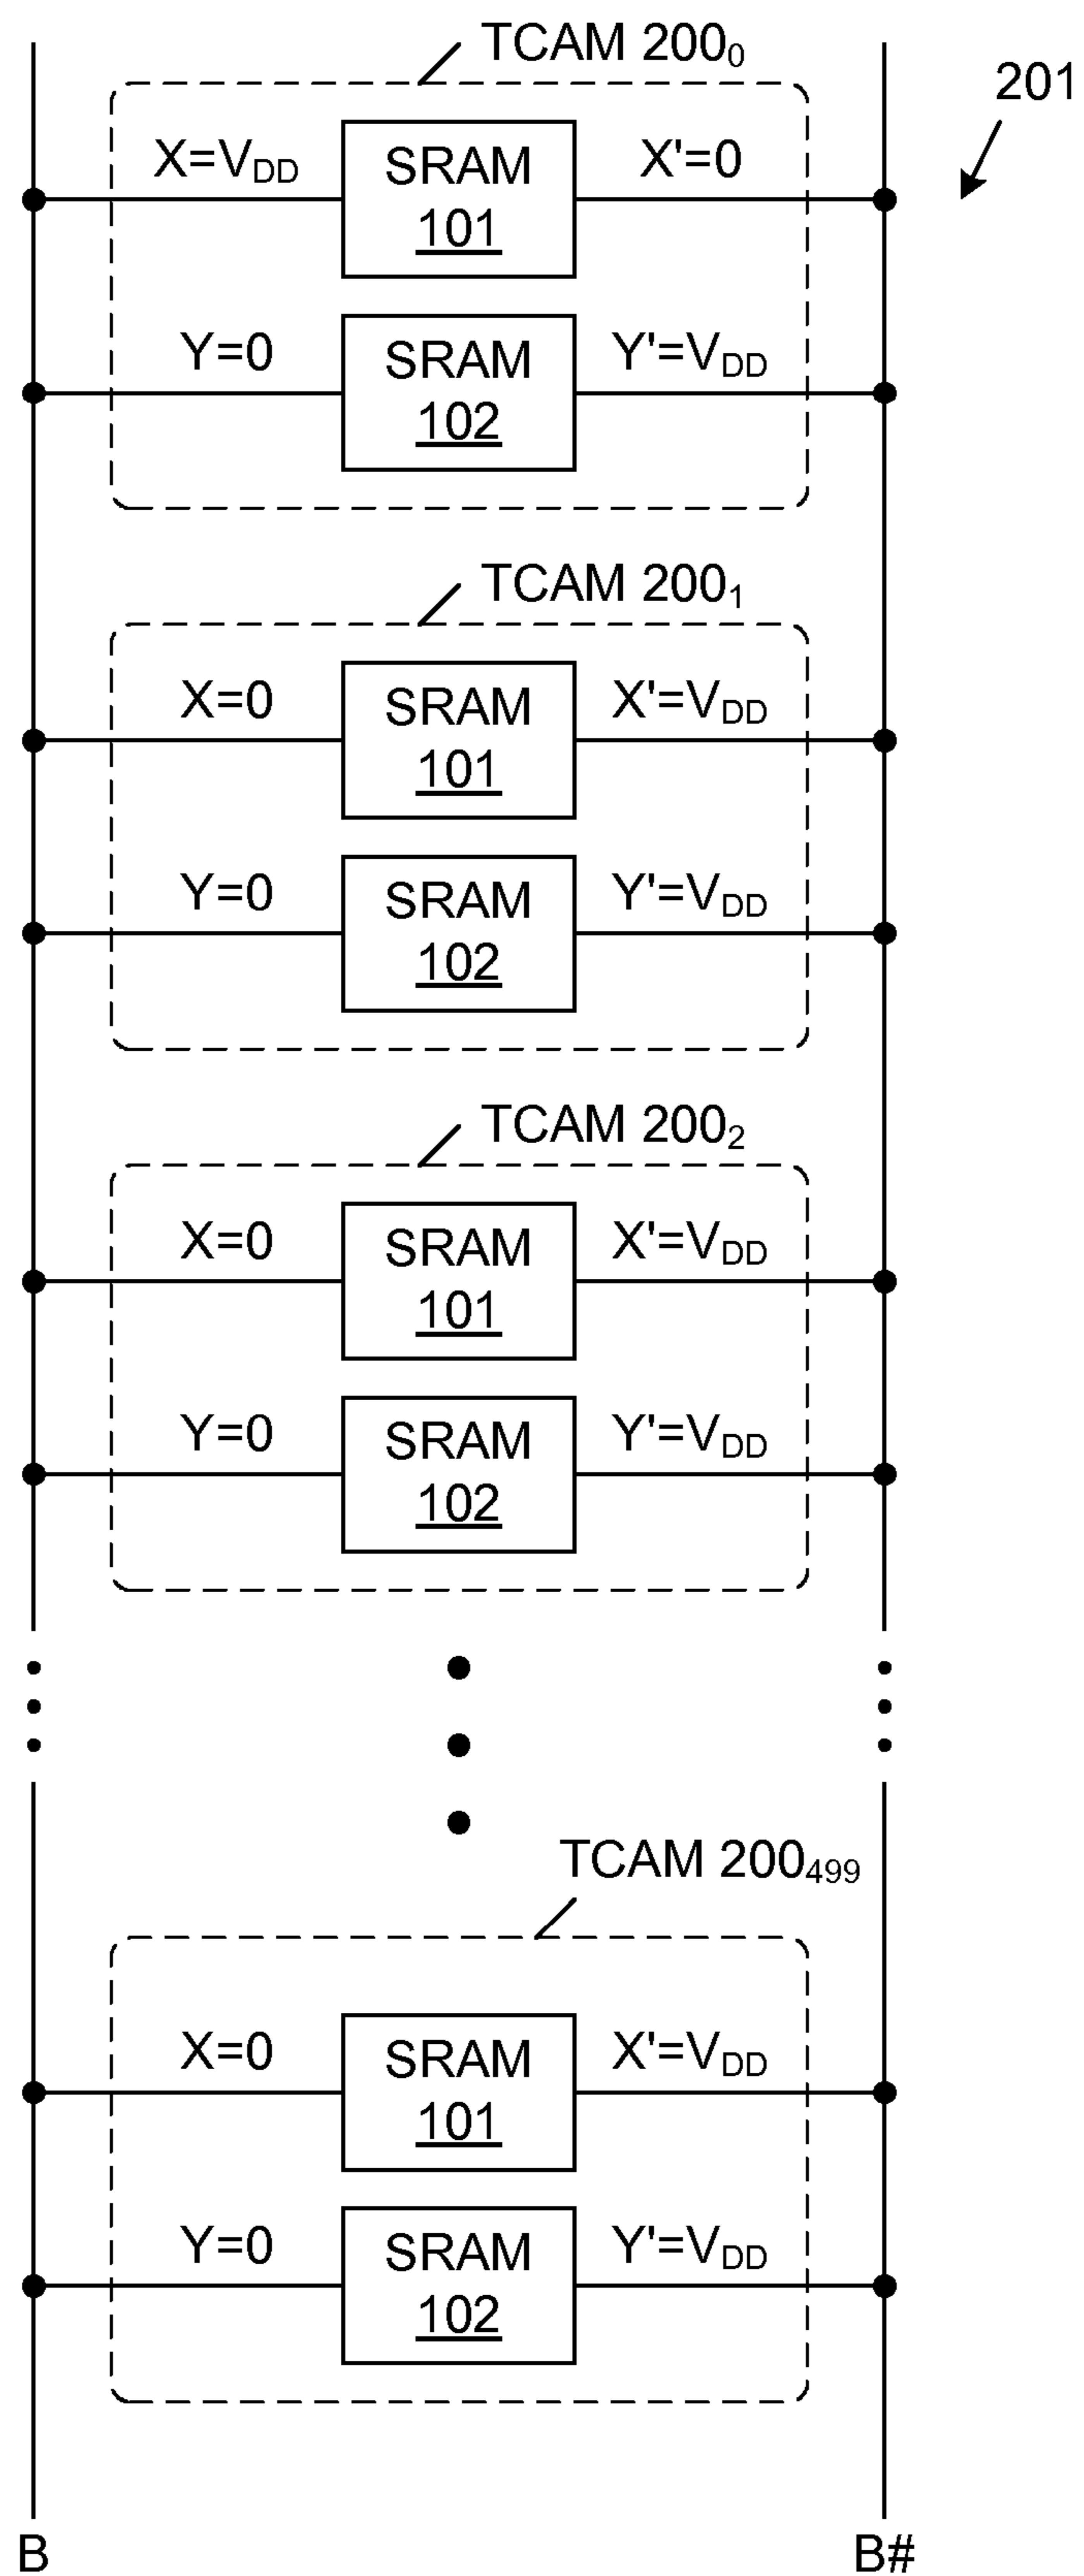 TCAM 200₀
201
X=V_DD SRAM 101 X'=0
Y=0 SRAM 102 Y'=V_DD
TCAM 200₁
X=0 SRAM 101 X'=V_DD
Y=0 SRAM 102 Y'=V_DD
TCAM 200₂
X=0 SRAM 101 X'=V_DD
Y=0 SRAM 102 Y'=V_DD
TCAM 200₄₉₉
X=0 SRAM 101 X'=V_DD
Y=0 SRAM 102 Y'=V_DD
B B#